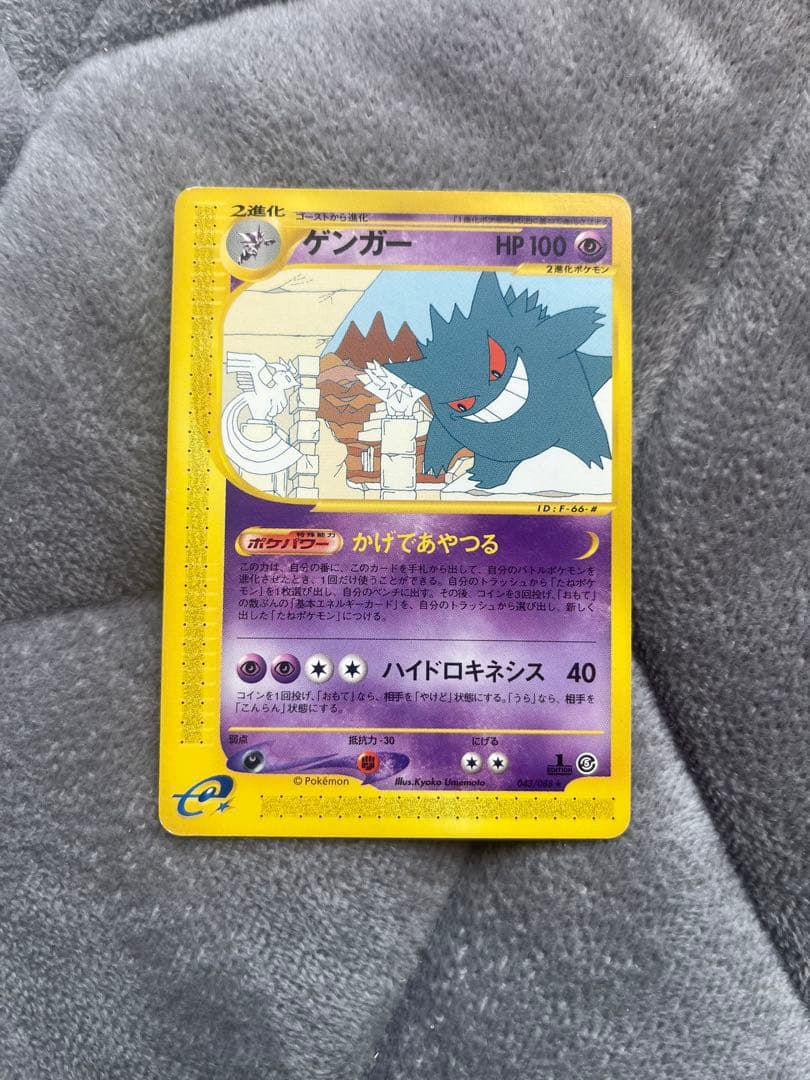 2進化 ゴーストから進化
ゲンガー HP 100
2進化ポケモン
ID:F-66-#
特殊能力
ポケパワー かげであやつる
この力は、自分の番に、このカードを手札から出して、自分のバトルポケモンを
進化させたとき、1回だけ使うことができる。自分のトラッシュから「たねポケ
モン」を1枚選び出し、自分のベンチに出す。その後、コインを3回投げ、「おもて」
の数ぶんの「基本エネルギーカード」を、自分のトラッシュから選び出し、新しく
出した「たねポケモン」につける。
ハイドロキネシス 40
コインを1回投げ、「おもて」なら、相手を「やけど」状態にする。「うら」なら、相手を
「こんらん」状態にする。
弱点 抵抗力 -30 にげる
© Pokémon Illus.Kyoko Umemoto 043/088 ★
1
EDITION
e